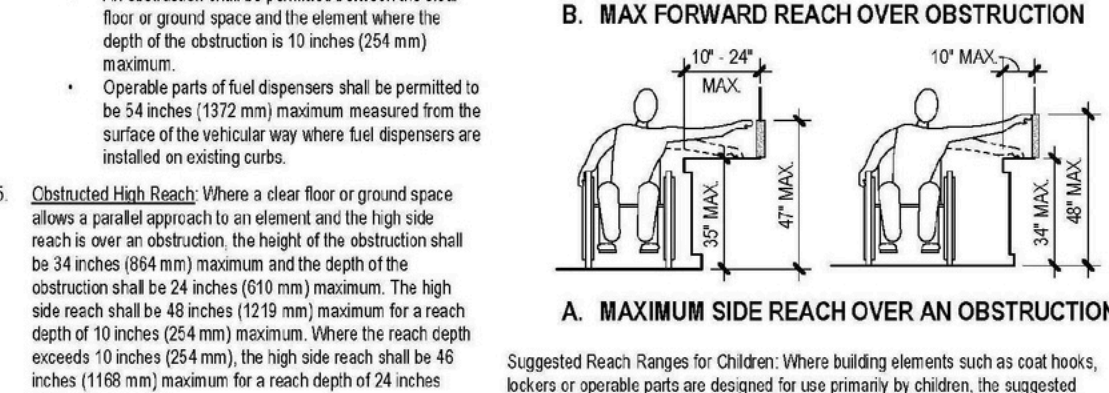 floor or ground space and the element where the
depth of the obstruction is 10 inches (254 mm)
maximum.
• Operable parts of fuel dispensers shall be permitted to
be 54 inches (1372 mm) maximum measured from the
surface of the vehicular way where fuel dispensers are
installed on existing curbs.
5. Obstructed High Reach: Where a clear floor or ground space
allows a parallel approach to an element and the high side
reach is over an obstruction, the height of the obstruction shall
be 34 inches (864 mm) maximum and the depth of the
obstruction shall be 24 inches (610 mm) maximum. The high
side reach shall be 48 inches (1219 mm) maximum for a reach
depth of 10 inches (254 mm) maximum. Where the reach depth
exceeds 10 inches (254 mm), the high side reach shall be 46
inches (1168 mm) maximum for a reach depth of 24 inches
B. MAX FORWARD REACH OVER OBSTRUCTION
10" - 24"
MAX.
35" MAX.
47" MAX.
10" MAX.
34" MAX.
48" MAX.
A. MAXIMUM SIDE REACH OVER AN OBSTRUCTION
Suggested Reach Ranges for Children: Where building elements such as coat hooks,
lockers or operable parts are designed for use primarily by children, the suggested